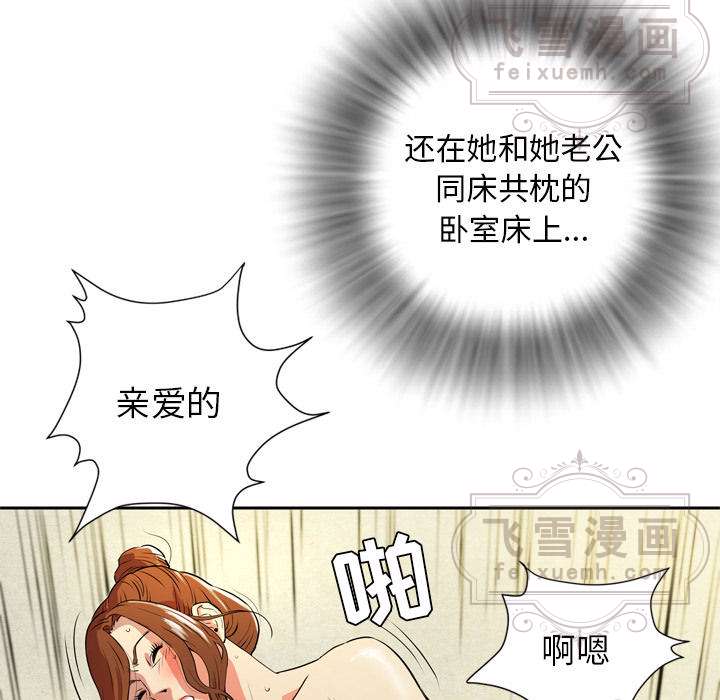 飞雪漫画
feixuemh.com
还在她和她老公
同床共枕的
卧室床上...
亲爱的
飞雪漫画
feixuemh.com
啪
啊嗯